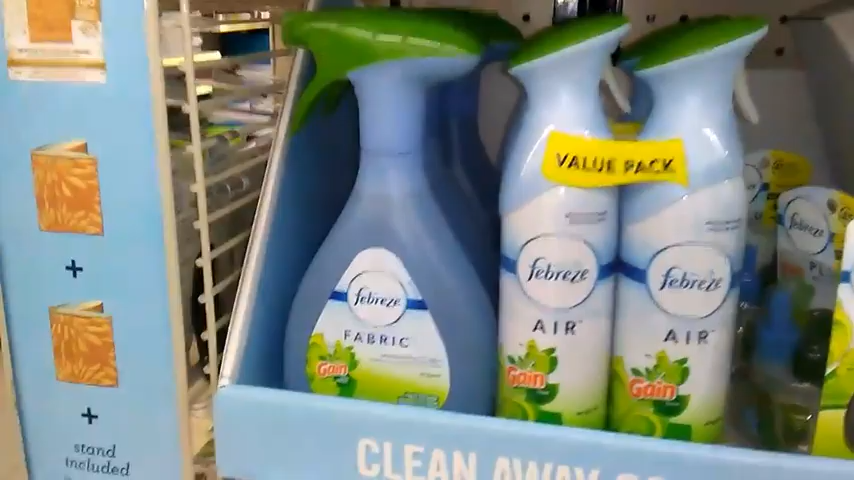 VALUE PACK
febreze
FABRIC
Gain
febreze
AIR
Gain
febreze
AIR
Gain
febreze
+
+
stand
included
CLEAN AWAY